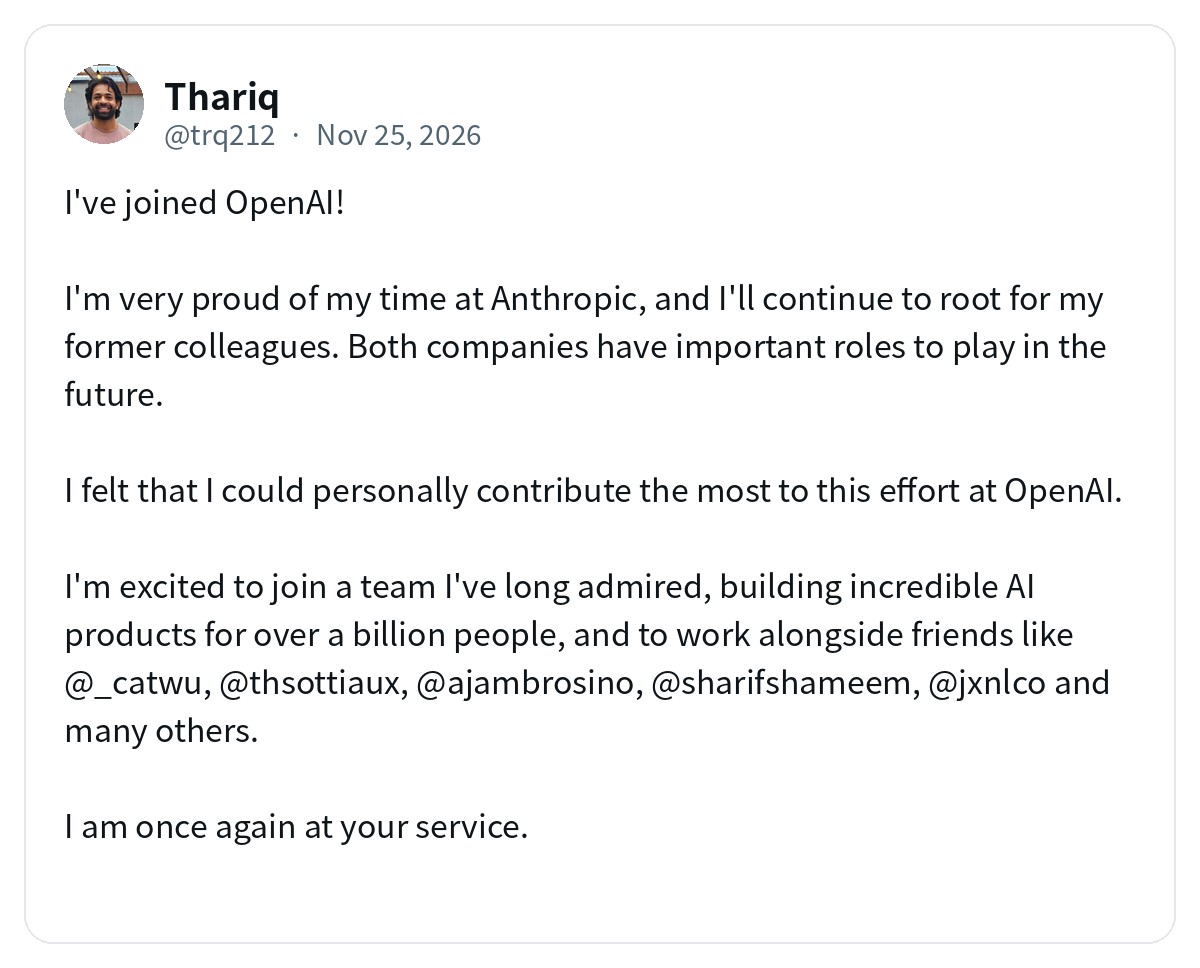 Thariq
@trq212 · Nov 25, 2026
I've joined OpenAI!
I'm very proud of my time at Anthropic, and I'll continue to root for my
former colleagues. Both companies have important roles to play in the
future.
I felt that I could personally contribute the most to this effort at OpenAI.
I'm excited to join a team I've long admired, building incredible AI
products for over a billion people, and to work alongside friends like
@_catwu, @thsottiaux, @ajambrosino, @sharifshameem, @jxnlco and
many others.
I am once again at your service.